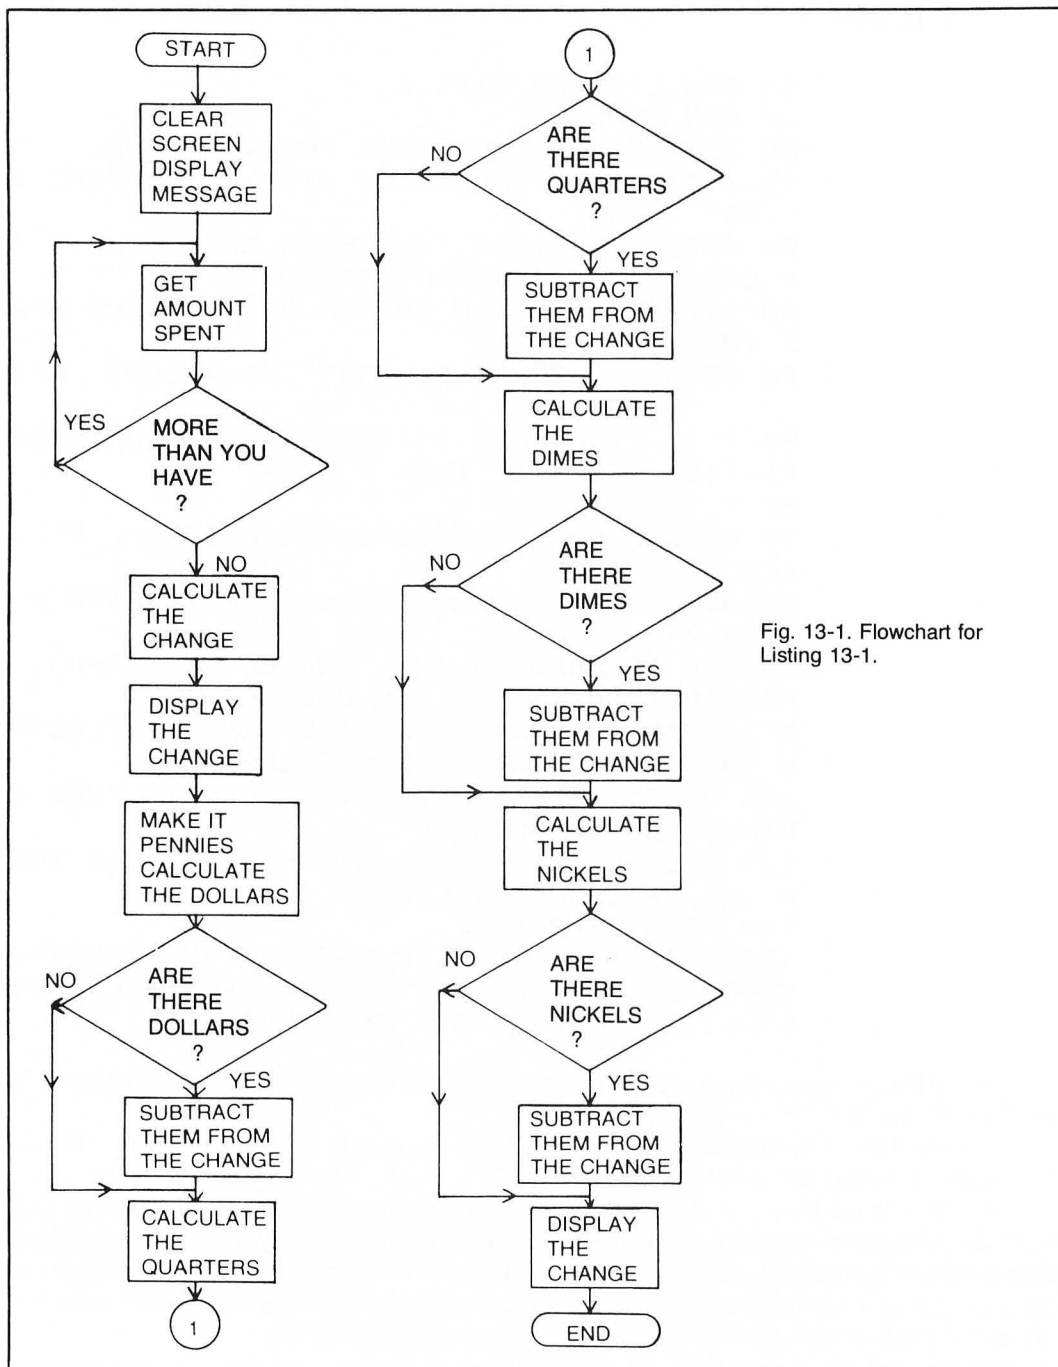 START
CLEAR
SCREEN
DISPLAY
MESSAGE
GET
AMOUNT
SPENT
YES
MORE
THAN YOU
HAVE
?
NO
CALCULATE
THE
CHANGE
DISPLAY
THE
CHANGE
MAKE IT
PENNIES
CALCULATE
THE DOLLARS
NO
ARE
THERE
DOLLARS
?
YES
SUBTRACT
THEM FROM
THE CHANGE
CALCULATE
THE
QUARTERS
1
1
NO
ARE
THERE
QUARTERS
?
YES
SUBTRACT
THEM FROM
THE CHANGE
CALCULATE
THE
DIMES
NO
ARE
THERE
DIMES
?
YES
SUBTRACT
THEM FROM
THE CHANGE
CALCULATE
THE
NICKELS
NO
ARE
THERE
NICKELS
?
YES
SUBTRACT
THEM FROM
THE CHANGE
DISPLAY
THE
CHANGE
END
Fig. 13-1. Flowchart for
Listing 13-1.